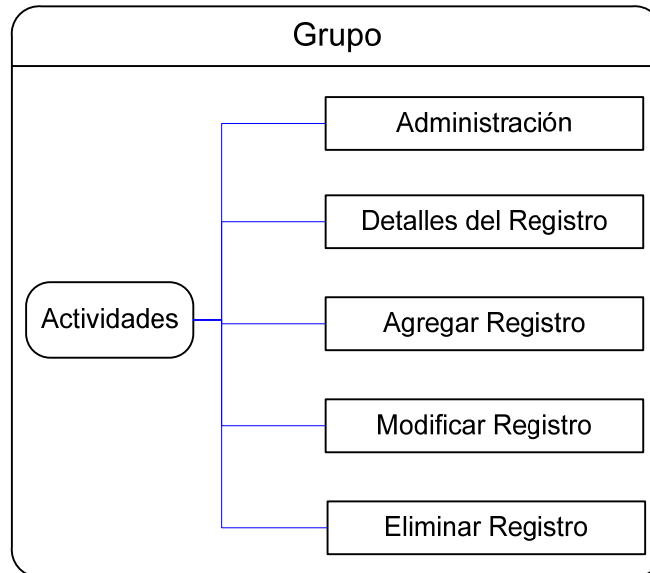 Grupo
Administración
Detalles del Registro
Actividades
Agregar Registro
Modificar Registro
Eliminar Registro